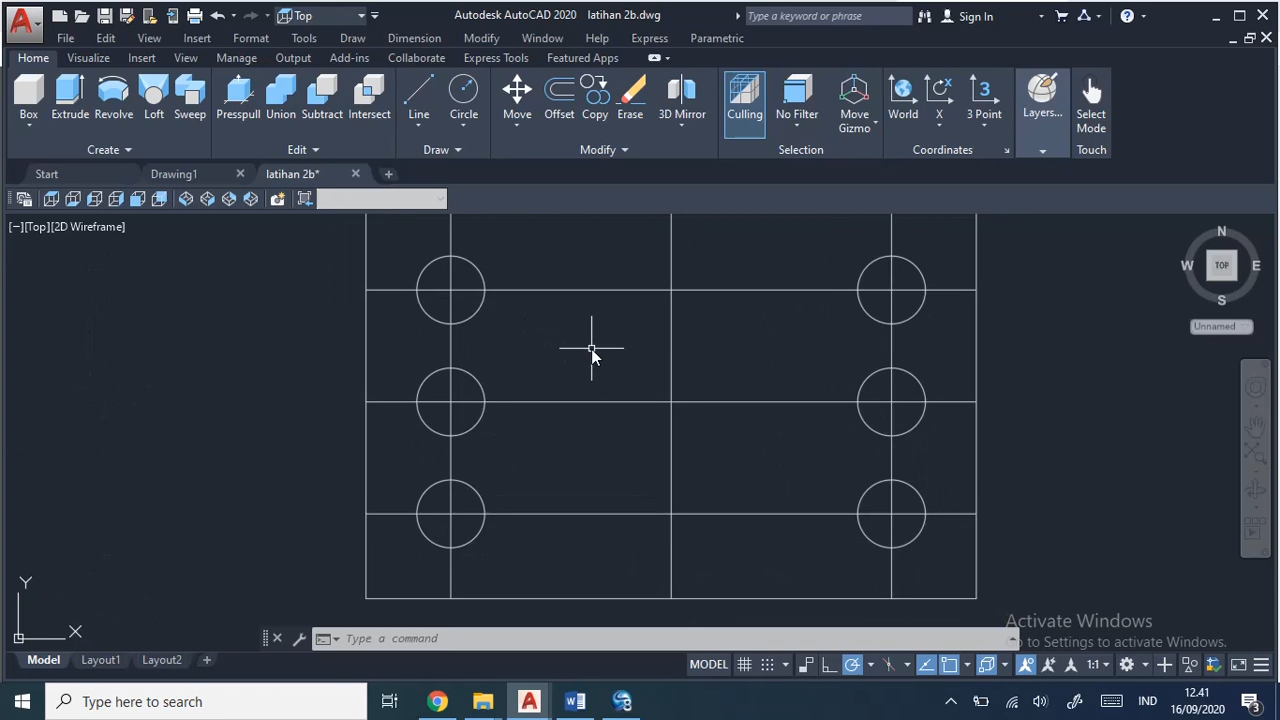 Top
Autodesk AutoCAD 2020 latihan 2b.dwg
Type a keyword or phrase
Sign In
File Edit View Insert Format Tools Draw Dimension Modify Window Help Express Parametric
Home Visualize Insert View Manage Output Add-ins Collaborate Express Tools Featured Apps
Box Extrude Revolve Loft Sweep Presspull Union Subtract Intersect Line Circle Move Offset Copy Erase 3D Mirror Culling No Filter Move Gizmo World X 3 Point Layers... Select Mode
Create Edit Draw Modify Selection Coordinates Touch
Start Drawing1 latihan 2b*
[−][Top][2D Wireframe]
N
W TOP E
S
Unnamed
Y
X
Activate Windows
Go to Settings to activate Windows.
Type a command
Model Layout1 Layout2 + MODEL 1:1
Type here to search
IND
12.41
16/09/2020
3